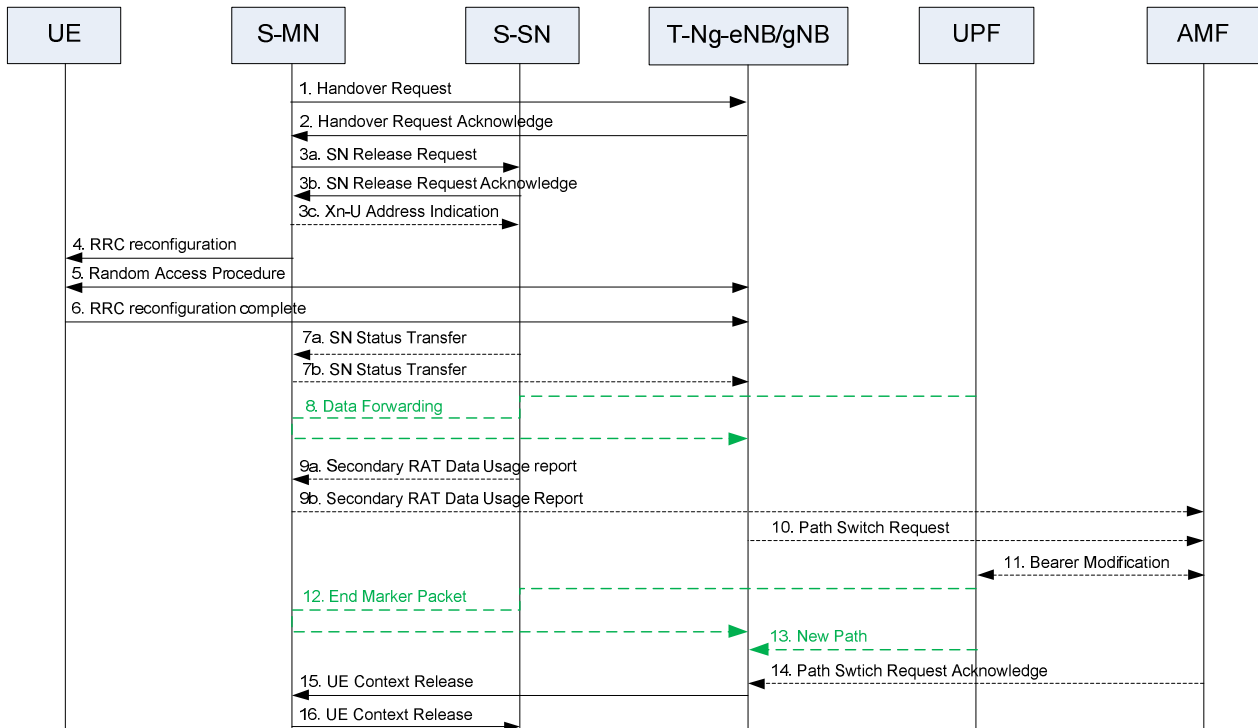 UE
S-MN
S-SN
T-Ng-eNB/gNB
UPF
AMF
1. Handover Request
2. Handover Request Acknowledge
3a. SN Release Request
3b. SN Release Request Acknowledge
3c. Xn-U Address Indication
4. RRC reconfiguration
5. Random Access Procedure
6. RRC reconfiguration complete
7a. SN Status Transfer
7b. SN Status Transfer
8. Data Forwarding
9a. Secondary RAT Data Usage report
9b. Secondary RAT Data Usage Report
10. Path Switch Request
11. Bearer Modification
12. End Marker Packet
13. New Path
14. Path Swtich Request Acknowledge
15. UE Context Release
16. UE Context Release